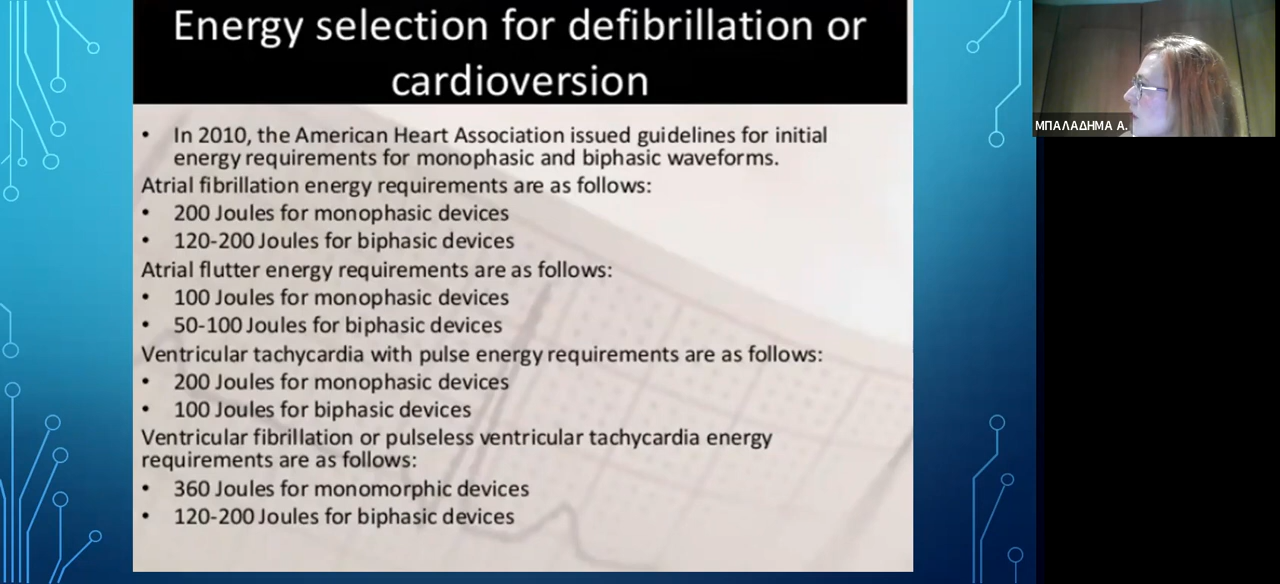 Energy selection for defibrillation or
cardioversion
• In 2010, the American Heart Association issued guidelines for initial
energy requirements for monophasic and biphasic waveforms.
Atrial fibrillation energy requirements are as follows:
• 200 Joules for monophasic devices
• 120-200 Joules for biphasic devices
Atrial flutter energy requirements are as follows:
• 100 Joules for monophasic devices
• 50-100 Joules for biphasic devices
Ventricular tachycardia with pulse energy requirements are as follows:
• 200 Joules for monophasic devices
• 100 Joules for biphasic devices
Ventricular fibrillation or pulseless ventricular tachycardia energy
requirements are as follows:
• 360 Joules for monomorphic devices
• 120-200 Joules for biphasic devices
ΜΠΑΛΑΔΗΜΑ Α.